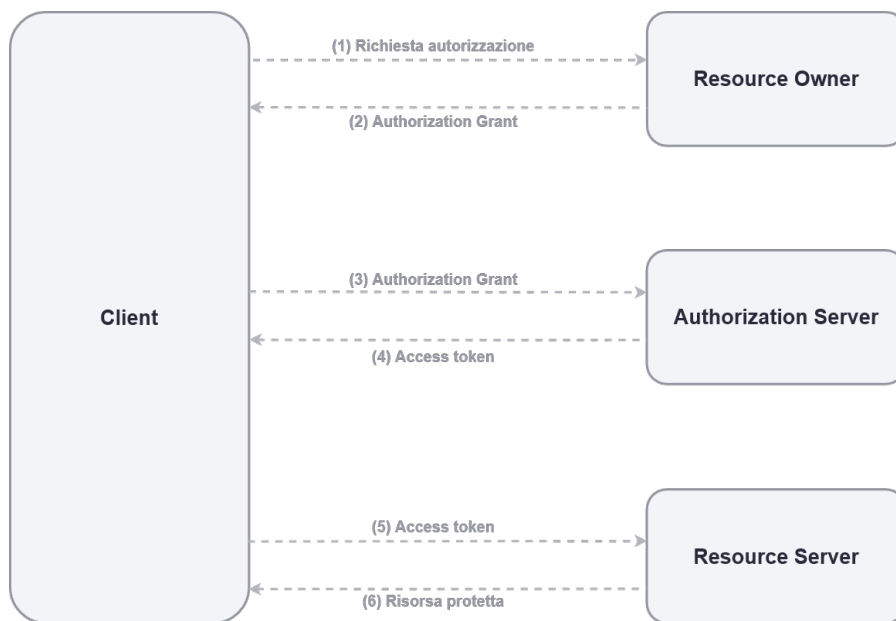 (1) Richiesta autorizzazione
Resource Owner
(2) Authorization Grant
(3) Authorization Grant
Client
Authorization Server
(4) Access token
(5) Access token
Resource Server
(6) Risorsa protetta